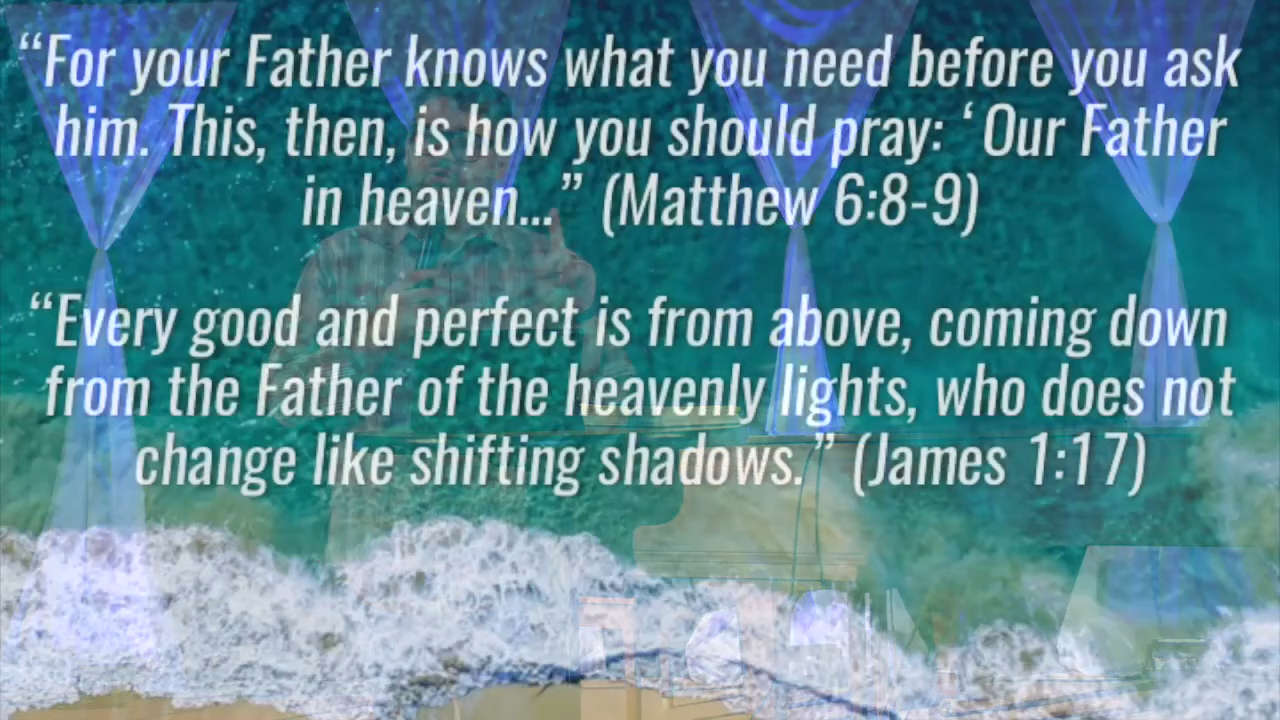 “For your Father knows what you need before you ask
him. This, then, is how you should pray: ‘ Our Father
in heaven...” (Matthew 6:8-9)
“Every good and perfect is from above, coming down
from the Father of the heavenly lights, who does not
change like shifting shadows.” (James 1:17)